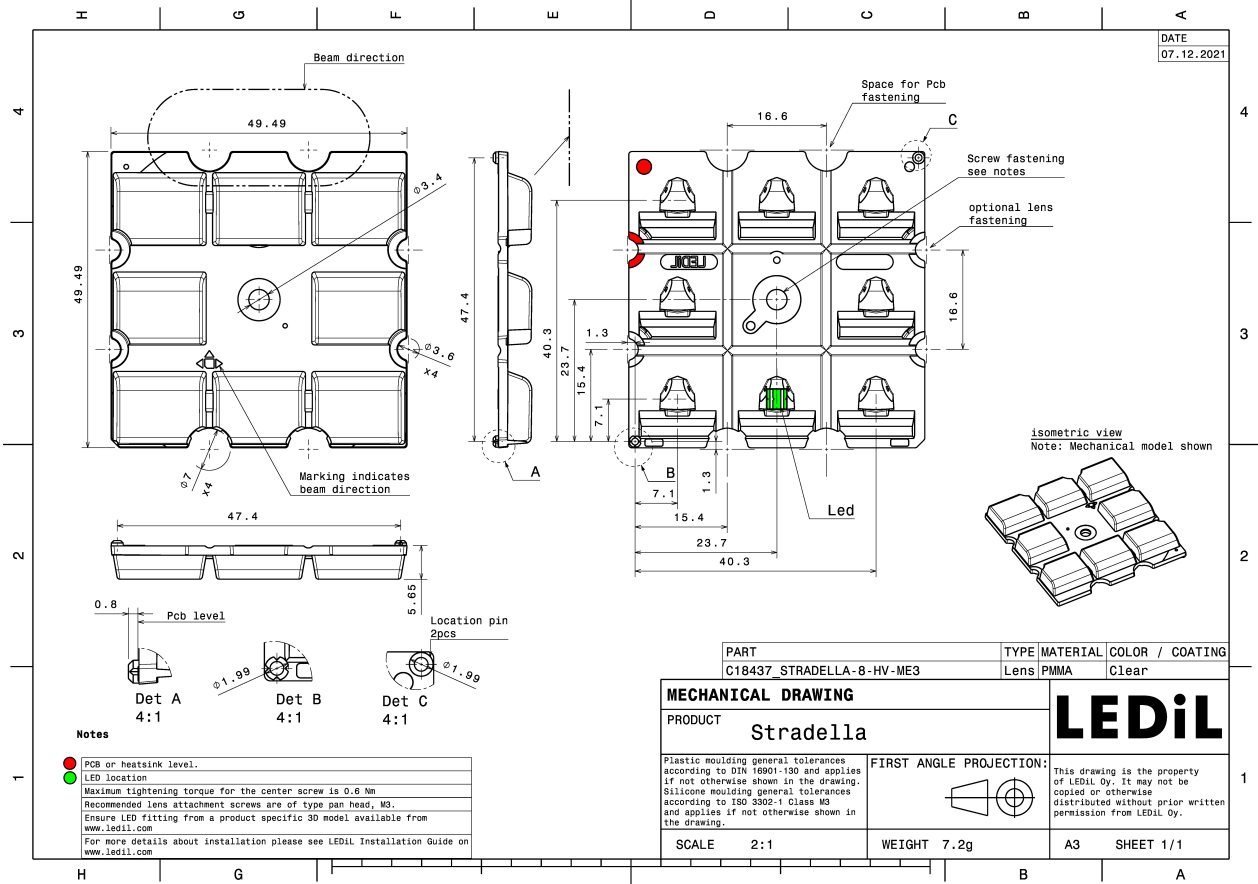 H G F E D C B A
DATE
07.12.2021
Beam direction
49.49
Ø3.4
49.49
Ø3.6
x4
Ø7
x4
Marking indicates
beam direction
47.4
A
Space for Pcb
fastening
16.6
C
Screw fastening
see notes
optional lens
fastening
LEDiL
16.6
1.3
40.3
23.7
15.4
7.1
B
1.3
7.1
15.4
23.7
40.3
Led
isometric view
Note: Mechanical model shown
47.4
5.65
0.8
Pcb level
Location pin
2pcs
Ø1.99
Ø1.99
Det A
4:1
Det B
4:1
Det C
4:1
4
3
2
1
4
3
2
1
Notes
PCB or heatsink level.
LED location
Maximum tightening torque for the center screw is 0.6 Nm
Recommended lens attachment screws are of type pan head, M3.
Ensure LED fitting from a product specific 3D model available from
www.ledil.com
For more details about installation please see LEDiL Installation Guide on
www.ledil.com
PART TYPE MATERIAL COLOR / COATING
C18437_STRADELLA-8-HV-ME3 Lens PMMA Clear
MECHANICAL DRAWING
PRODUCT
Stradella
LEDiL
Plastic moulding general tolerances
according to DIN 16901-130 and applies
if not otherwise shown in the drawing.
Silicone moulding general tolerances
according to ISO 3302-1 Class M3
and applies if not otherwise shown in
the drawing.
FIRST ANGLE PROJECTION:
This drawing is the property
of LEDiL Oy. It may not be
copied or otherwise
distributed without prior written
permission from LEDiL Oy.
SCALE 2:1 WEIGHT 7.2g A3 SHEET 1/1
H G B A